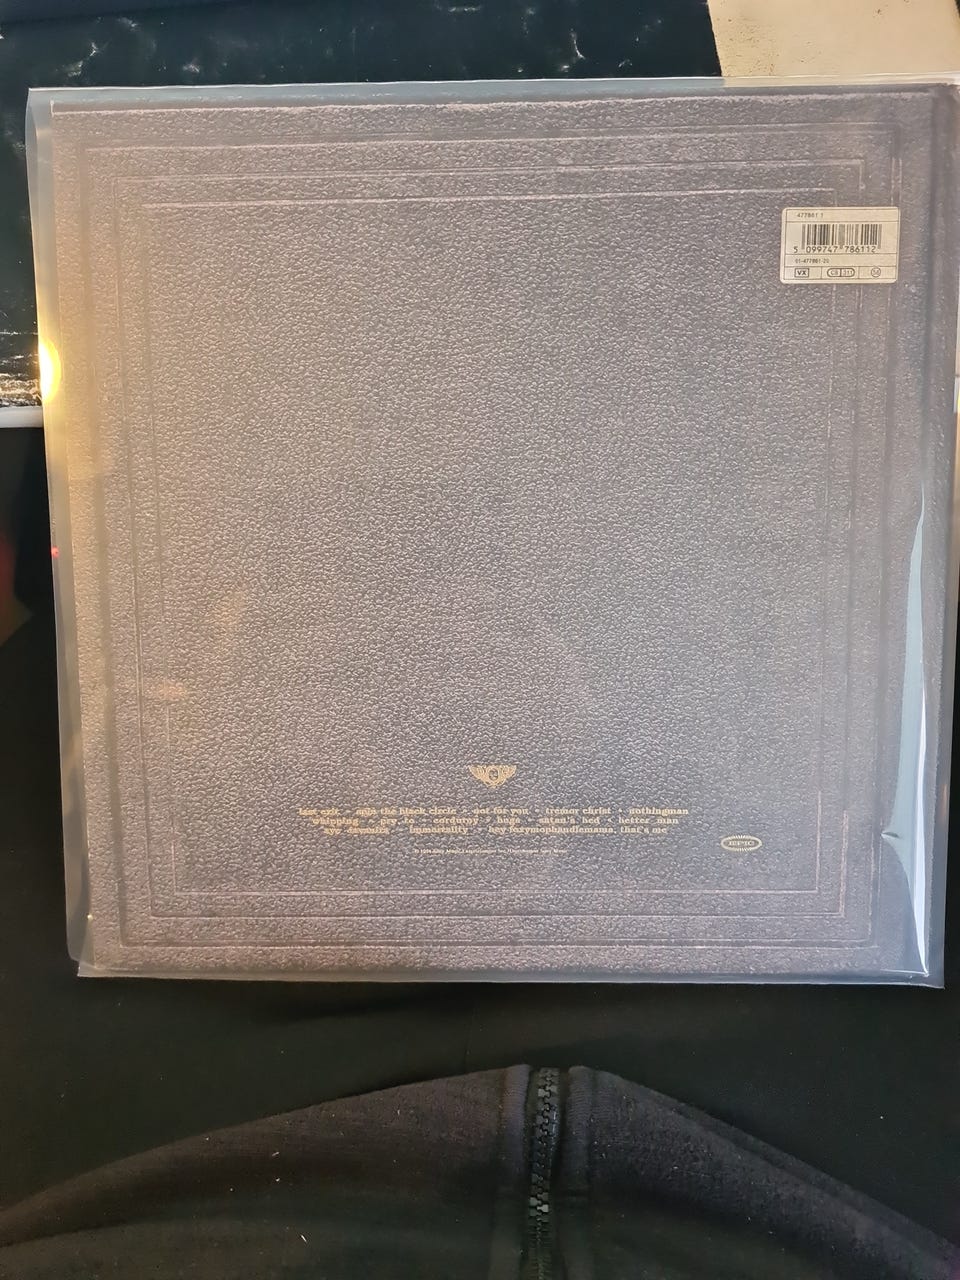 477861 1
5 099747 786112
01-477861-20
VX CB 311
last exit • spin the black circle • not for you • tremor christ • nothingman
whipping • pry, to • corduroy • bugs • satan's bed • better man
aye davanita • immortality • hey foxymophandlemama, that's me
EPIC